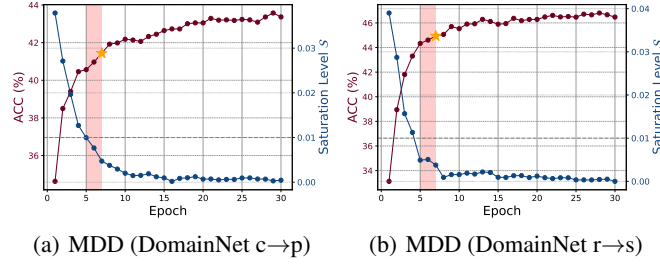 44
42
40
38
36
ACC (%)
0.03
0.02
0.01
0.00
Saturation Level 𝒮
0 5 10 15 20 25 30
Epoch
(a) MDD (DomainNet c→p)
46
44
42
40
38
36
34
ACC (%)
0.04
0.03
0.02
0.01
0.00
Saturation Level 𝒮
0 5 10 15 20 25 30
Epoch
(b) MDD (DomainNet r→s)